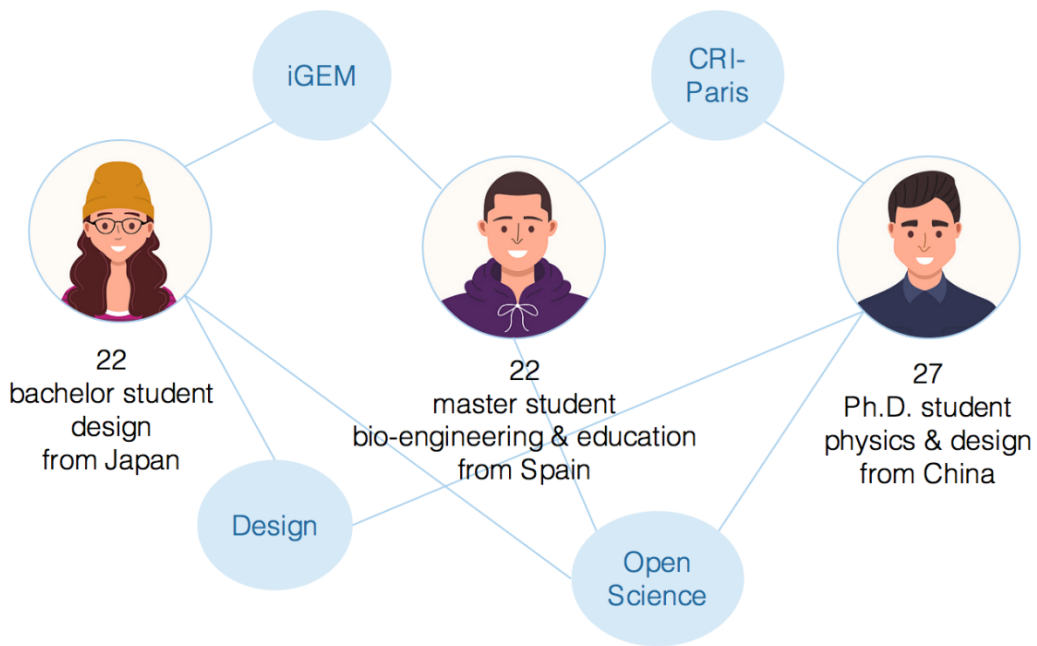 iGEM
CRI-
Paris
22
bachelor student
design
from Japan
22
master student
bio-engineering & education
from Spain
27
Ph.D. student
physics & design
from China
Design
Open
Science